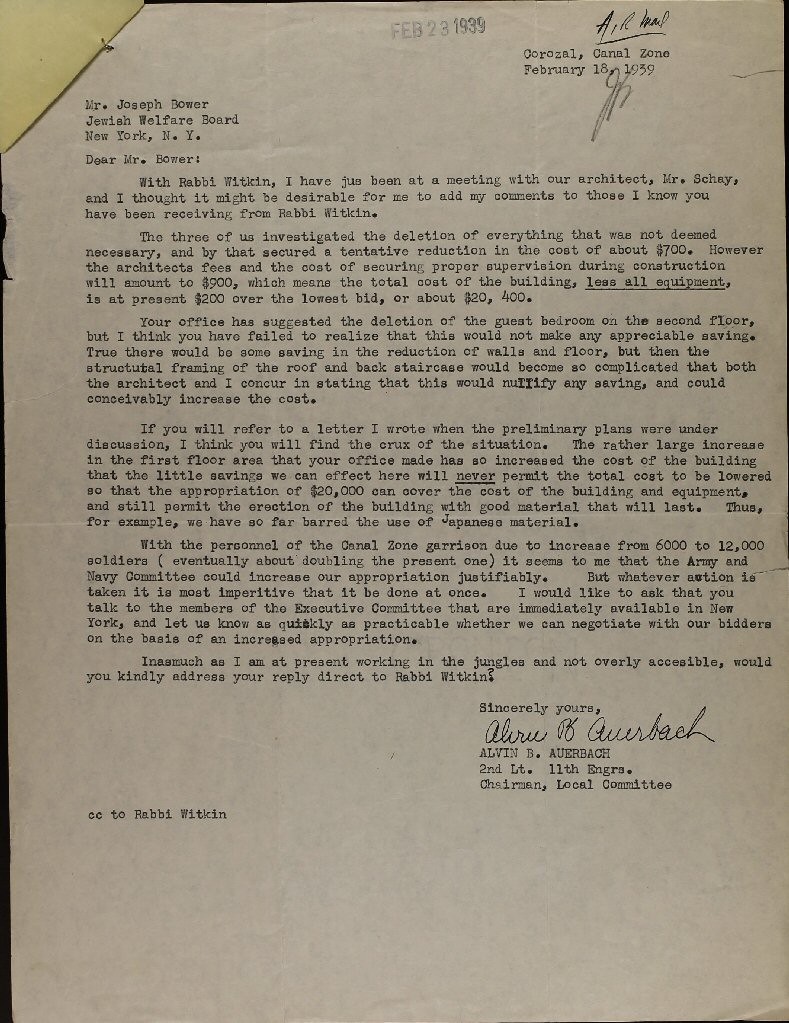 FEB 23 1939
Air Mail
Corozal, Canal Zone
February 18, 1939
Mr. Joseph Bower
Jewish Welfare Board
New York, N. Y.
Dear Mr. Bower:
With Rabbi Witkin, I have jus been at a meeting with our architect, Mr. Schay,
and I thought it might be desirable for me to add my comments to those I know you
have been receiving from Rabbi Witkin.
The three of us investigated the deletion of everything that was not deemed
necessary, and by that secured a tentative reduction in the cost of about $700. However
the architects fees and the cost of securing proper supervision during construction
will amount to $900, which means the total cost of the building, less all equipment,
is at present $200 over the lowest bid, or about $20, 400.
Your office has suggested the deletion of the guest bedroom on the second floor,
but I think you have failed to realize that this would not make any appreciable saving.
True there would be some saving in the reduction of walls and floor, but then the
structutal framing of the roof and back staircase would become so complicated that both
the architect and I concur in stating that this would nullify any saving, and could
conceivably increase the cost.
If you will refer to a letter I wrote when the preliminary plans were under
discussion, I think you will find the crux of the situation. The rather large increase
in the first floor area that your office made has so increased the cost of the building
that the little savings we can effect here will never permit the total cost to be lowered
so that the appropriation of $20,000 can cover the cost of the building and equipment,
and still permit the erection of the building with good material that will last. Thus,
for example, we have so far barred the use of Japanese material.
With the personnel of the Canal Zone garrison due to increase from 6000 to 12,000
soldiers ( eventually about doubling the present one) it seems to me that the Army and
Navy Committee could increase our appropriation justifiably. But whatever action is
taken it is most imperitive that it be done at once. I would like to ask that you
talk to the members of the Executive Committee that are immediately available in New
York, and let us know as quickly as practicable whether we can negotiate with our bidders
on the basis of an increased appropriation.
Inasmuch as I am at present working in the jungles and not overly accesible, would
you kindly address your reply direct to Rabbi Witkin?
Sincerely yours,
Alvin B Auerbach
ALVIN B. AUERBACH
2nd Lt. 11th Engrs.
Chairman, Local Committee
cc to Rabbi Witkin